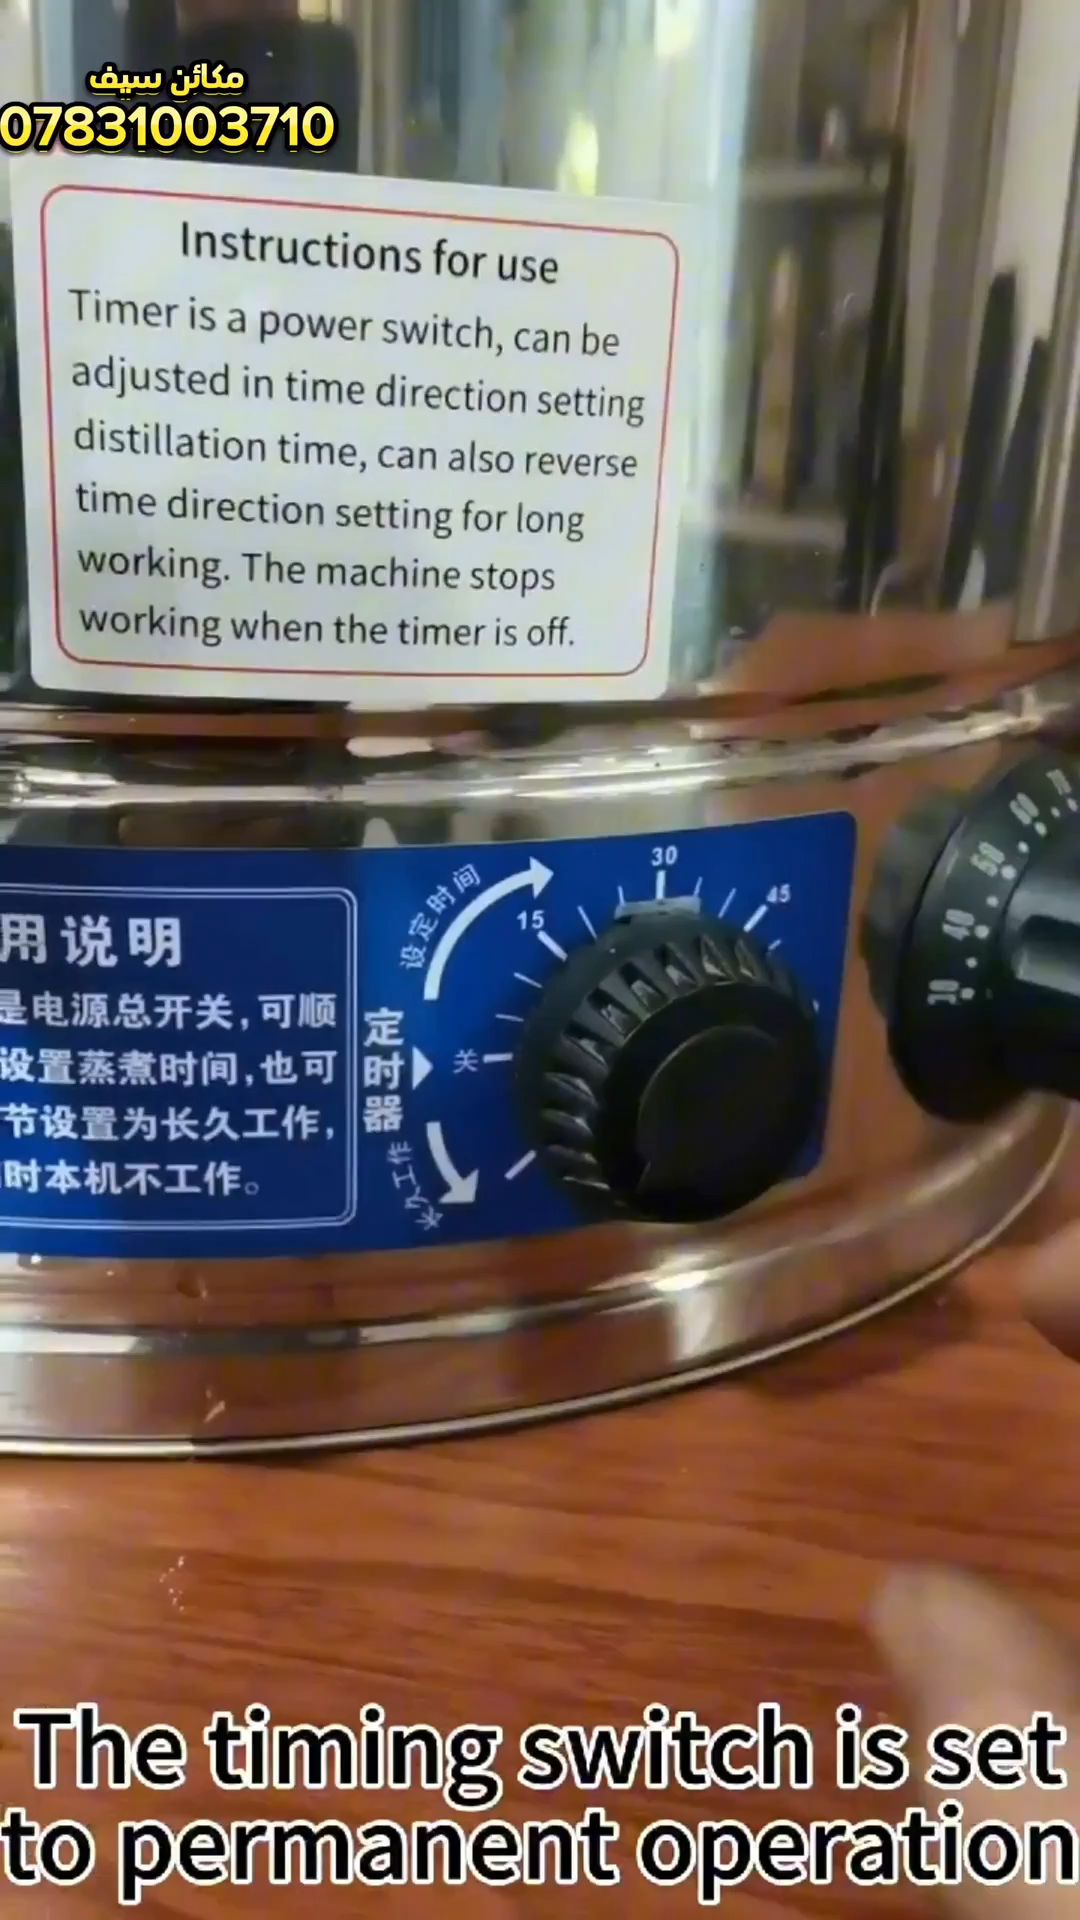 مكائن سيف
07831003710
Instructions for use
Timer is a power switch, can be
adjusted in time direction setting
distillation time, can also reverse
time direction setting for long
working. The machine stops
working when the timer is off.
用说明
是电源总开关,可顺
设置蒸煮时间,也可
节设置为长久工作,
时本机不工作。
设定时间
定时器
长久工作
关
15
30
45
30
40
50
60
70
The timing switch is set
to permanent operation